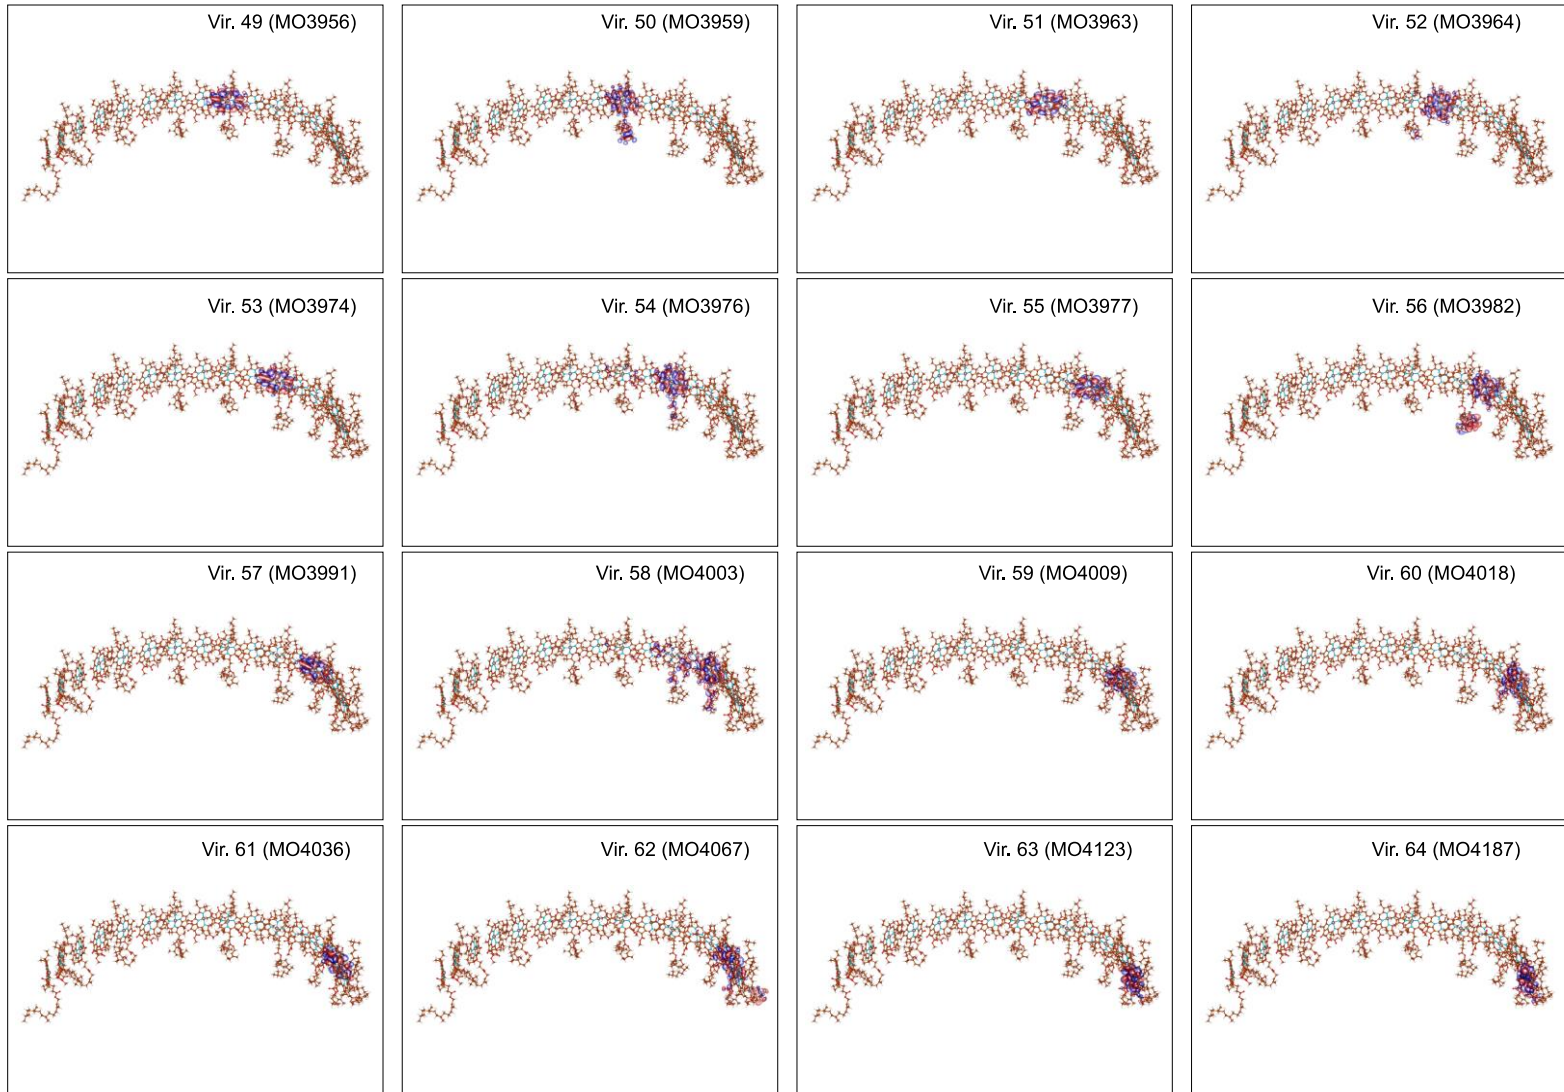 Vir. 49 (MO3956)
Vir. 50 (MO3959)
Vir. 51 (MO3963)
Vir. 52 (MO3964)
Vir. 53 (MO3974)
Vir. 54 (MO3976)
Vir. 55 (MO3977)
Vir. 56 (MO3982)
Vir. 57 (MO3991)
Vir. 58 (MO4003)
Vir. 59 (MO4009)
Vir. 60 (MO4018)
Vir. 61 (MO4036)
Vir. 62 (MO4067)
Vir. 63 (MO4123)
Vir. 64 (MO4187)